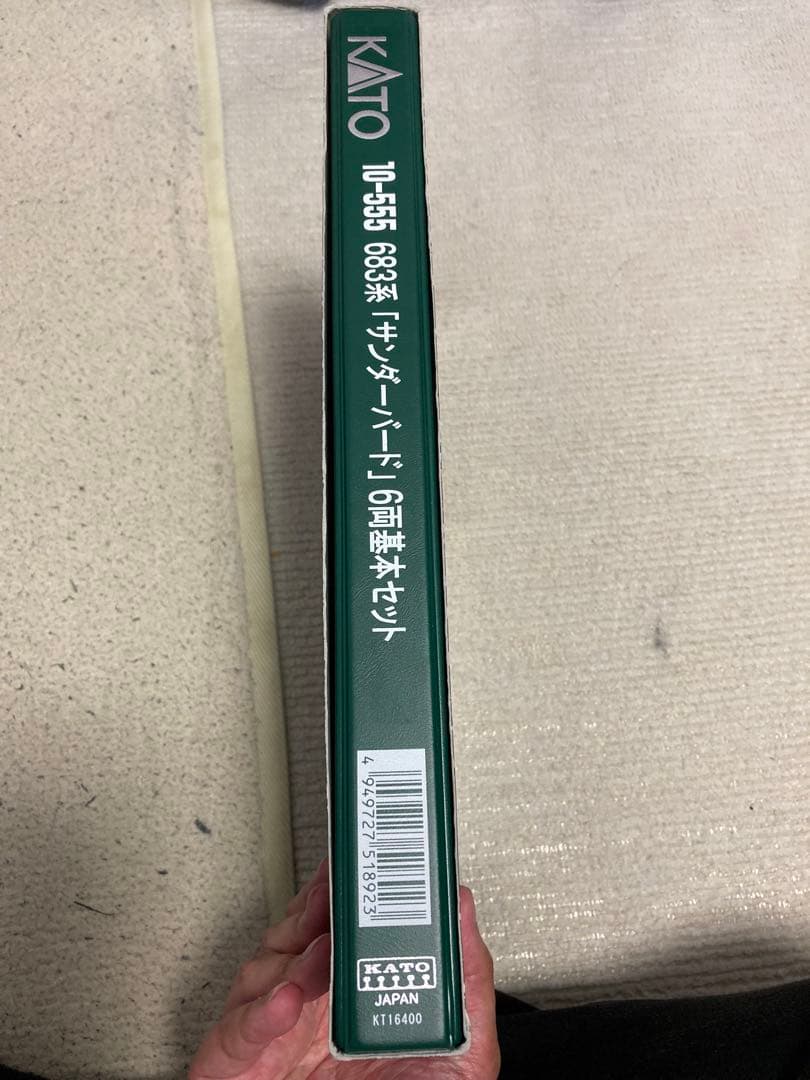 KATO
10-555 683系「サンダーバード」6両基本セット
4 949727 518923
KATO
JAPAN
KT16400